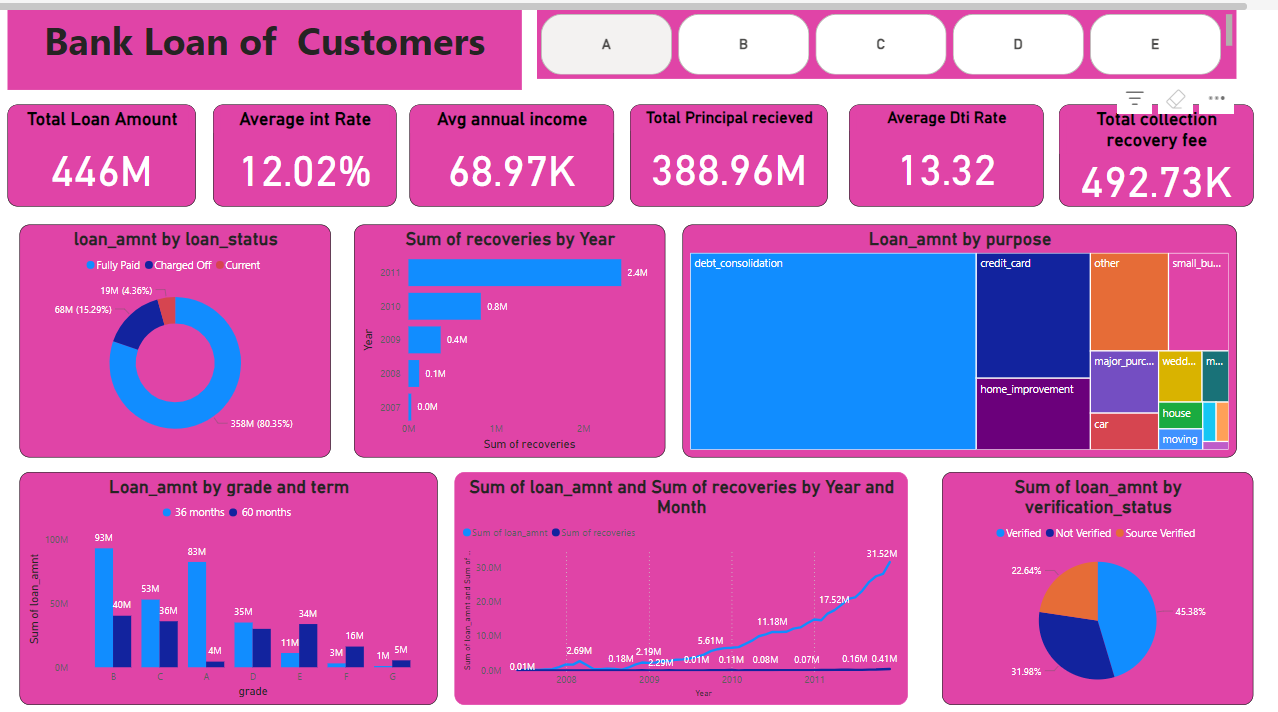 Bank Loan of  Customers
A
B
C
D
E
Total Loan Amount
446M
Average int Rate
12.02%
Avg annual income
68.97K
Total Principal recieved
388.96M
Average Dti Rate
13.32
Total collection
recovery fee
492.73K
loan_amnt by loan_status
Fully Paid Charged Off Current
19M (4.36%)
68M (15.29%)
358M (80.35%)
Sum of recoveries by Year
Year
2011
2.4M
2010
0.8M
2009
0.4M
2008
0.1M
2007
0.0M
0M 1M 2M
Sum of recoveries
Loan_amnt by purpose
debt_consolidation
credit_card
home_improvement
other
small_bu...
major_purc...
wedd...
m...
car
house
moving
Loan_amnt by grade and term
36 months 60 months
Sum of loan_amnt
100M
50M
0M
93M
40M
53M
36M
83M
4M
35M
11M
34M
3M
16M
1M
5M
B C A D E F G
grade
Sum of loan_amnt and Sum of recoveries by Year and
Month
Sum of loan_amnt Sum of recoveries
Sum of loan_amnt and Sum of ...
30.0M
20.0M
10.0M
0.0M
0.01M
2.69M
0.18M
2.19M
2.29M
0.01M
5.61M
0.11M
11.18M
0.08M
0.07M
17.52M
0.16M
31.52M
0.41M
2008 2009 2010 2011
Year
Sum of loan_amnt by
verification_status
Verified Not Verified Source Verified
22.64%
45.38%
31.98%